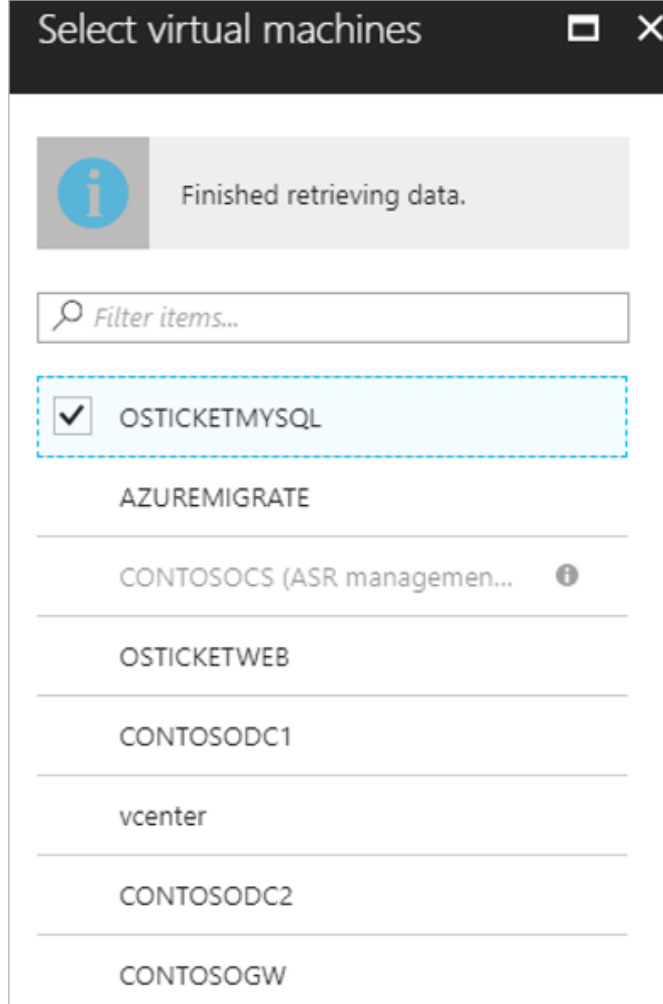 Select virtual machines
Finished retrieving data.
Filter items...
OSTICKETMYSQL
AZUREMIGRATE
CONTOSOCS (ASR managemen...
OSTICKETWEB
CONTOSODC1
vcenter
CONTOSODC2
CONTOSOGW